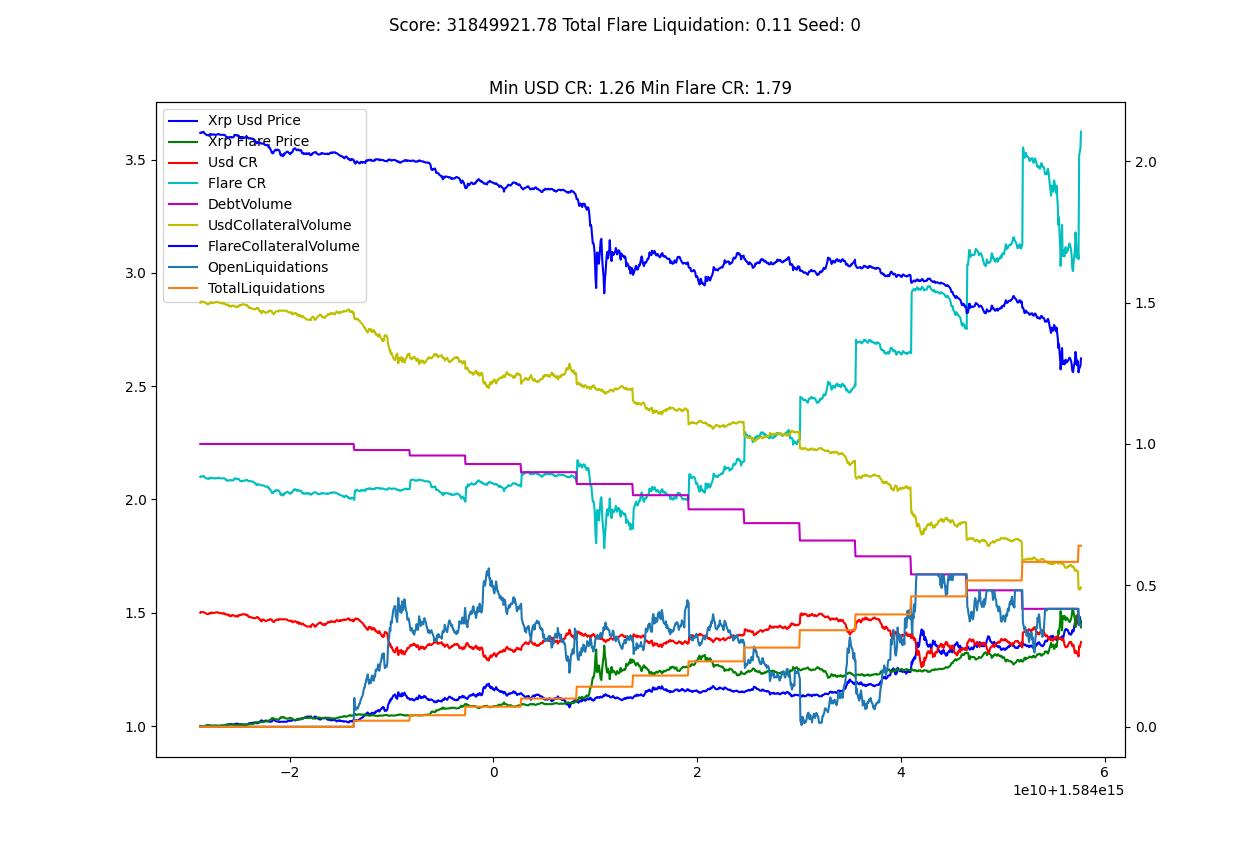 Score: 31849921.78 Total Flare Liquidation: 0.11 Seed: 0
Min USD CR: 1.26 Min Flare CR: 1.79
Xrp Usd Price
Xrp Flare Price
Usd CR
Flare CR
DebtVolume
UsdCollateralVolume
FlareCollateralVolume
OpenLiquidations
TotalLiquidations
3.5
3.0
2.5
2.0
1.5
1.0
2.0
1.5
1.0
0.5
0.0
−2
0
2
4
6
1e10+1.584e15